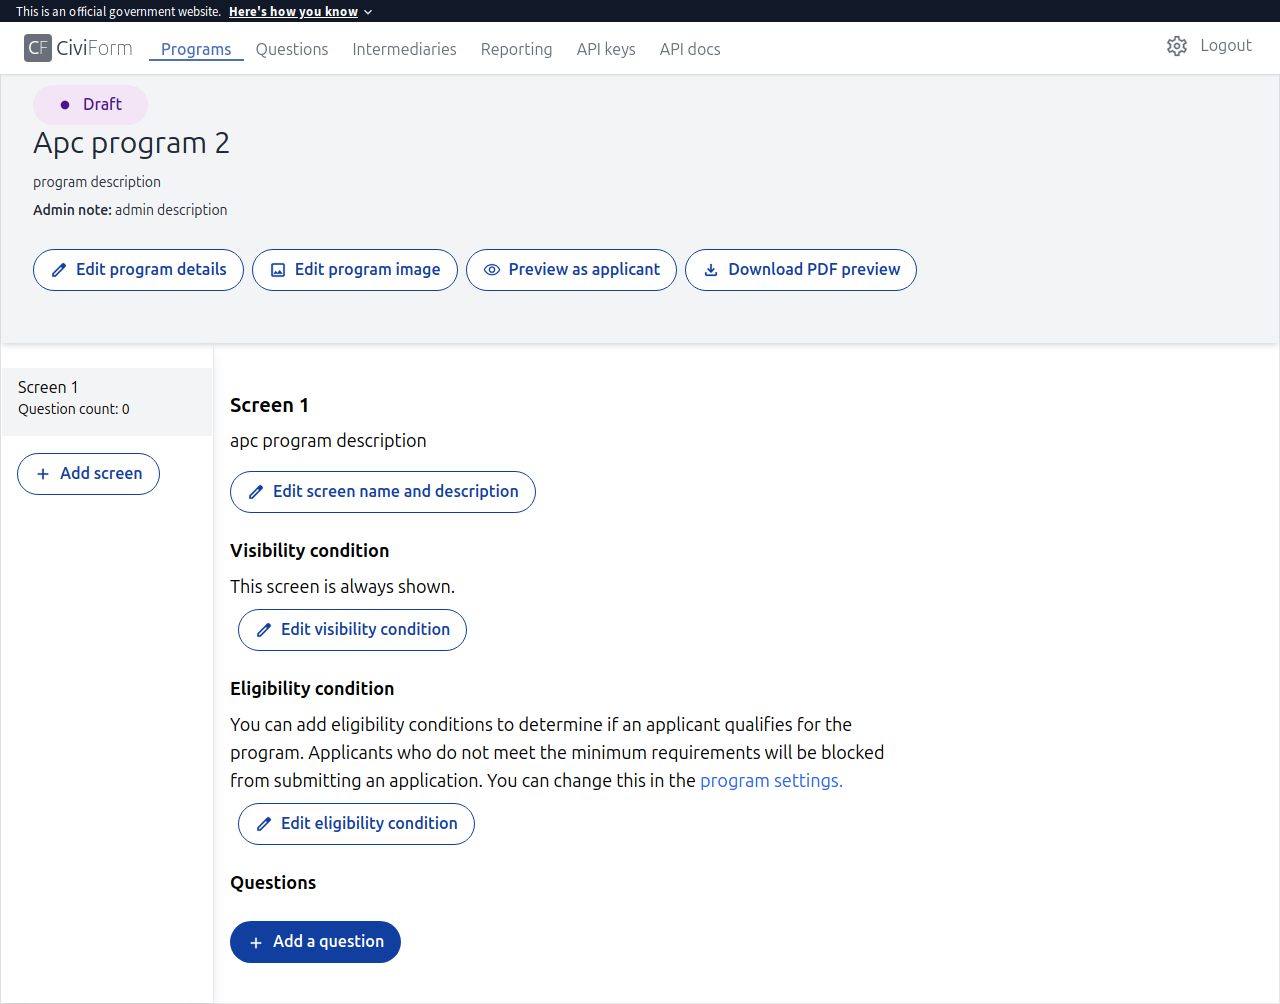 This is an official government website. Here's how you know
CF CiviForm Programs Questions Intermediaries Reporting API keys API docs Logout
Draft
Apc program 2
program description
Admin note: admin description
Edit program details Edit program image Preview as applicant Download PDF preview
Screen 1
Question count: 0
Add screen
Screen 1
apc program description
Edit screen name and description
Visibility condition
This screen is always shown.
Edit visibility condition
Eligibility condition
You can add eligibility conditions to determine if an applicant qualifies for the
program. Applicants who do not meet the minimum requirements will be blocked
from submitting an application. You can change this in the program settings.
Edit eligibility condition
Questions
Add a question